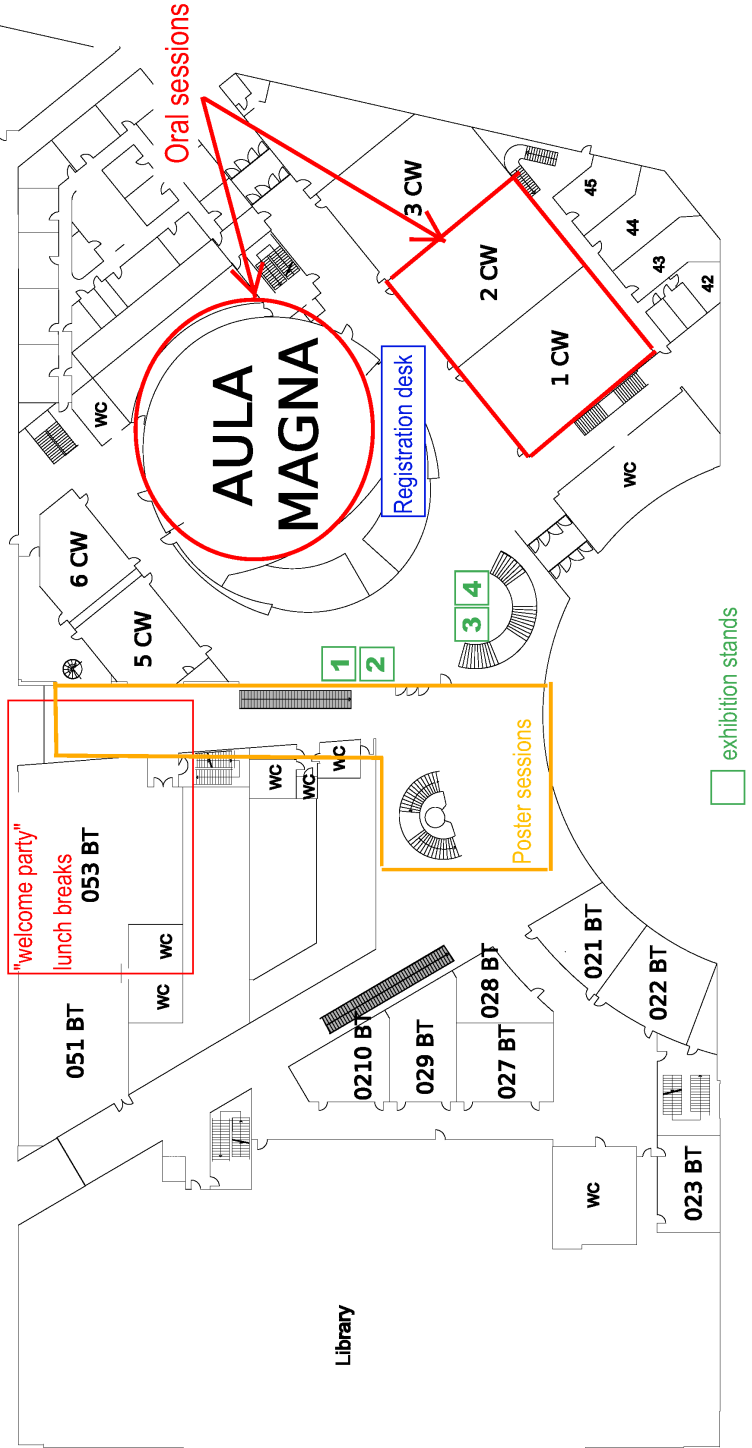 Oral sessions
3 CW
45
44
43
42
2 CW
1 CW
WC
AULA
MAGNA
Registration desk
WC
6 CW
5 CW
1
2
3
4
exhibition stands
"welcome party"
lunch breaks
053 BT
WC
WC
WC
Poster sessions
WC
WC
051 BT
021 BT
022 BT
028 BT
0210 BT
029 BT
027 BT
WC
023 BT
Library